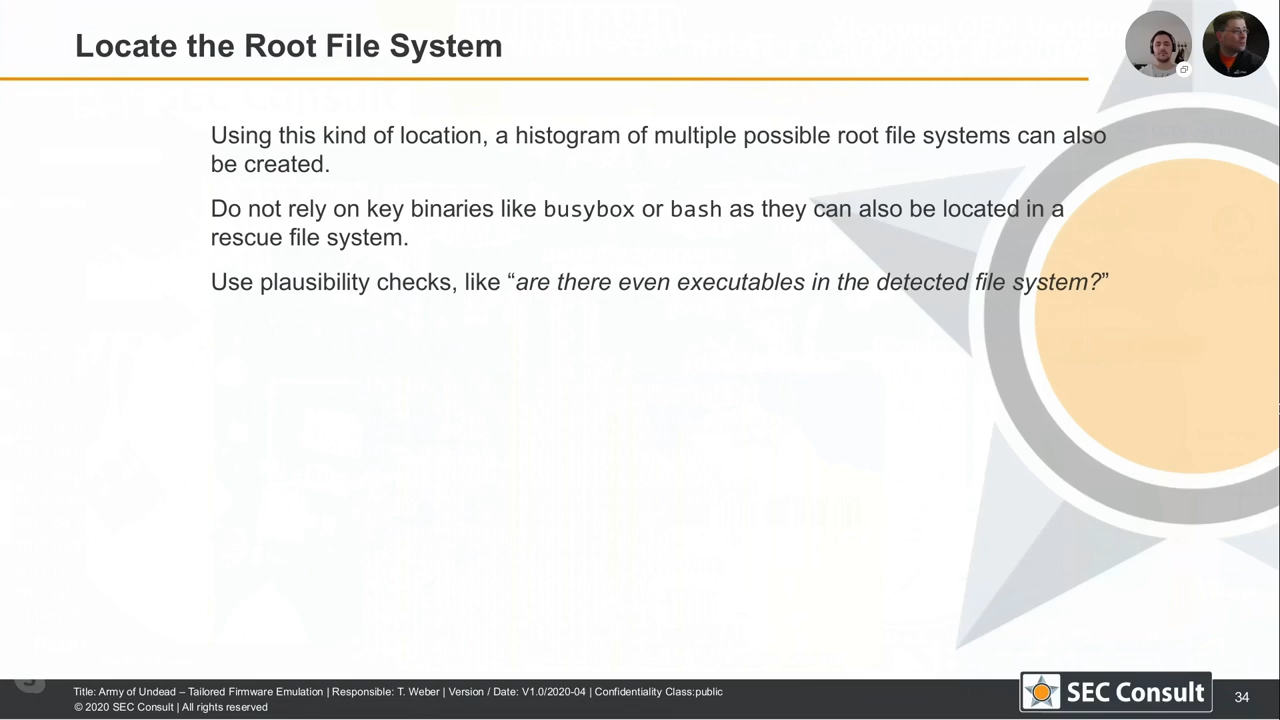 Locate the Root File System
Using this kind of location, a histogram of multiple possible root file systems can also
be created.
Do not rely on key binaries like busybox or bash as they can also be located in a
rescue file system.
Use plausibility checks, like “are there even executables in the detected file system?”
Title: Army of Undead – Tailored Firmware Emulation | Responsible: T. Weber | Version / Date: V1.0/2020-04 | Confidentiality Class:public
© 2020 SEC Consult | All rights reserved
SEC Consult
34